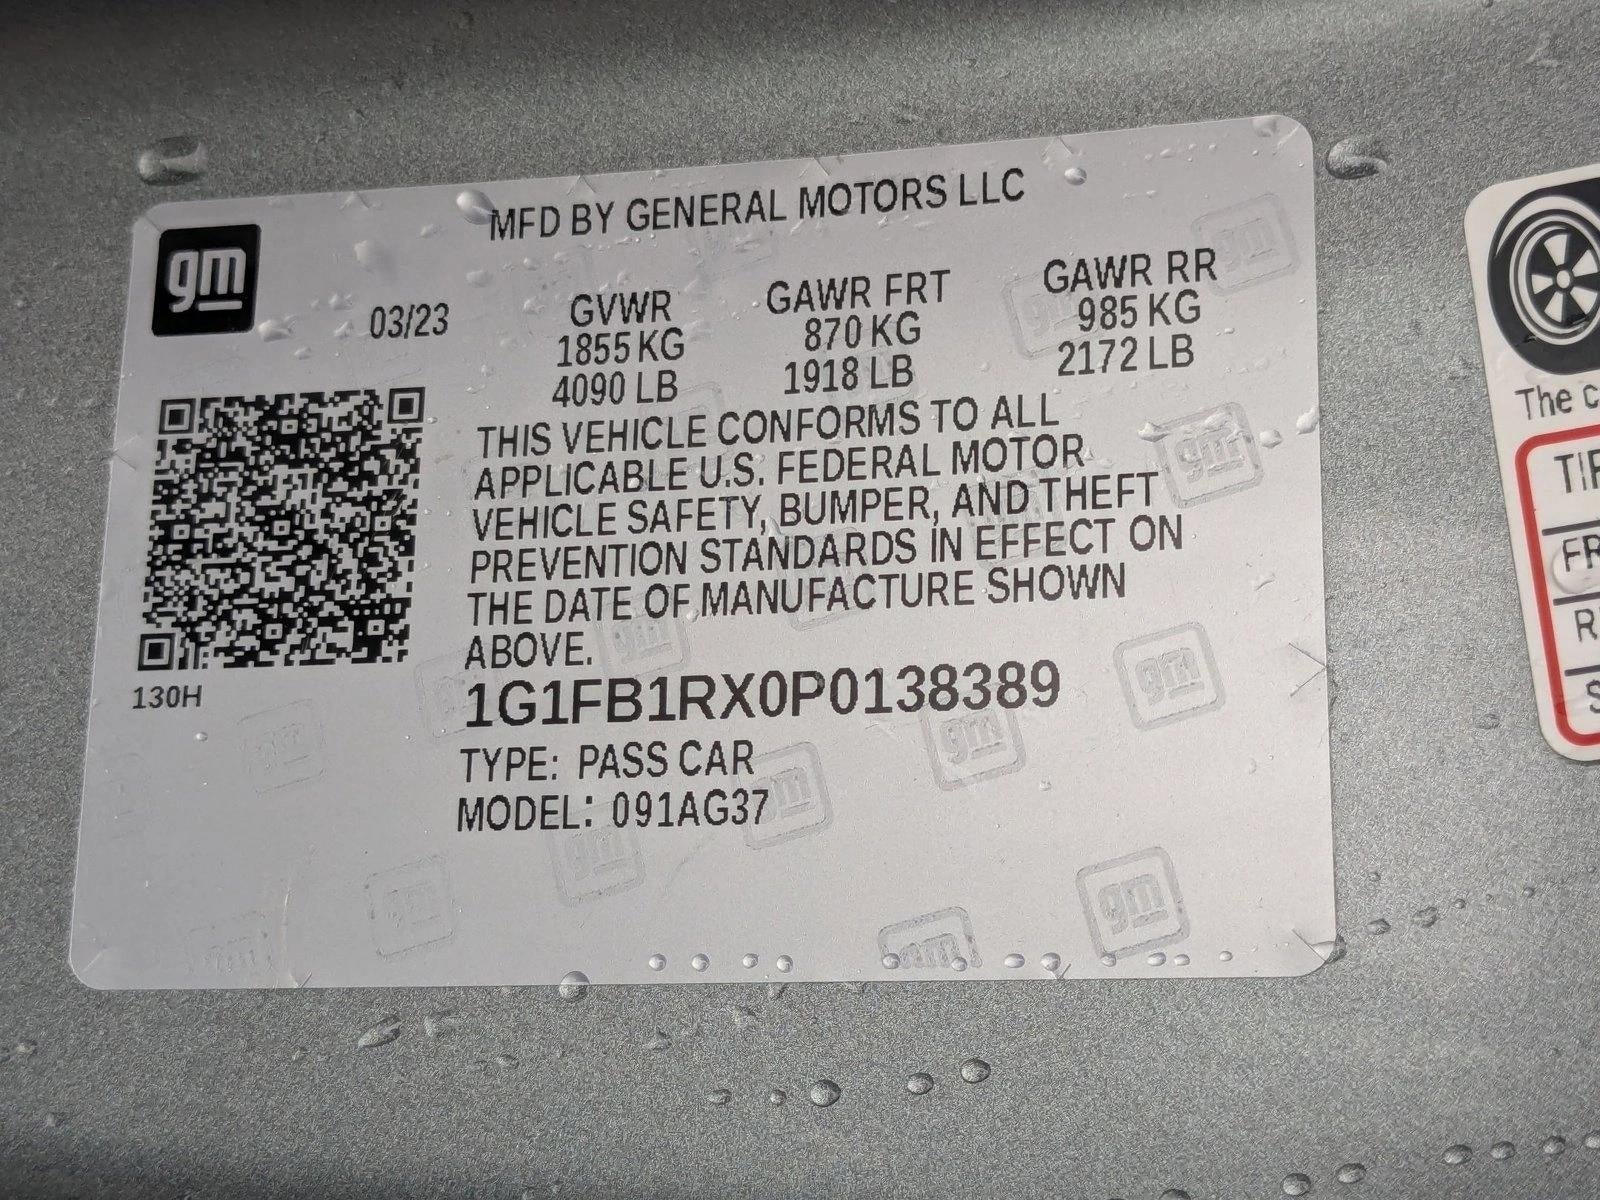 gm
MFD BY GENERAL MOTORS LLC
03/23
GVWR
1855 KG
4090 LB
GAWR FRT
870 KG
1918 LB
GAWR RR
985 KG
2172 LB
THIS VEHICLE CONFORMS TO ALL
APPLICABLE U.S. FEDERAL MOTOR
VEHICLE SAFETY, BUMPER, AND THEFT
PREVENTION STANDARDS IN EFFECT ON
THE DATE OF MANUFACTURE SHOWN
ABOVE.
130H
1G1FB1RX0P0138389
TYPE: PASS CAR
MODEL: 091AG37
The